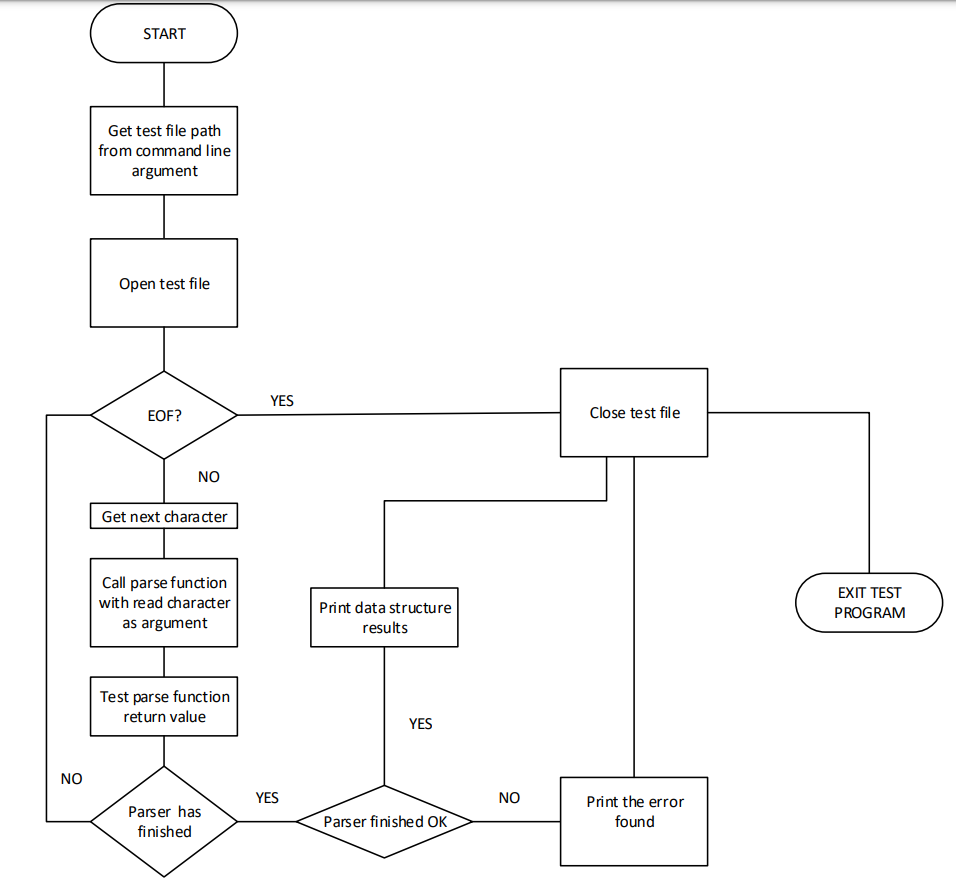 START
Get test file path
from command line
argument
Open test file
EOF?
YES
Close test file
NO
Get next character
Call parse function
with read character
as argument
Print data structure
results
EXIT TEST
PROGRAM
Test parse function
return value
YES
NO
Parser has
finished
YES
Parser finished OK
NO
Print the error
found